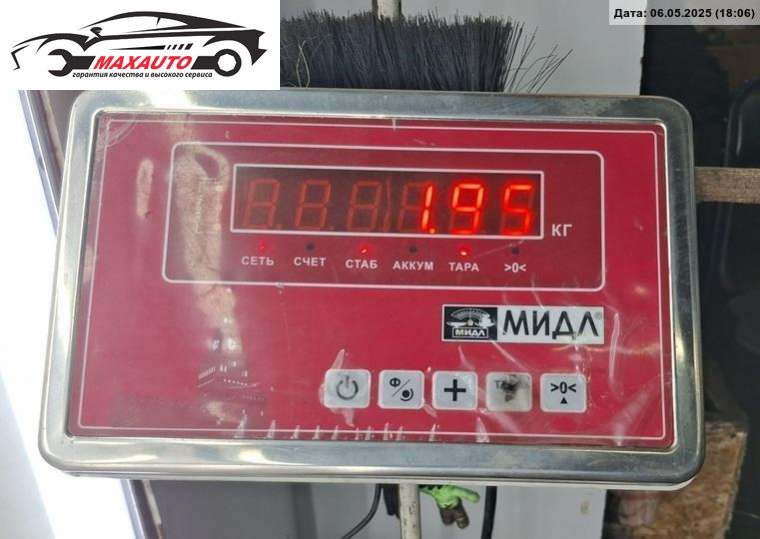 Дата: 06.05.2025 (18:06)
MAXAUTO
гарантия качества и высокого сервиса
1.95
КГ
СЕТЬ СЧЕТ СТАБ АККУМ ТАРА >0<
МИДЛ МИДЛ
Ф >0<